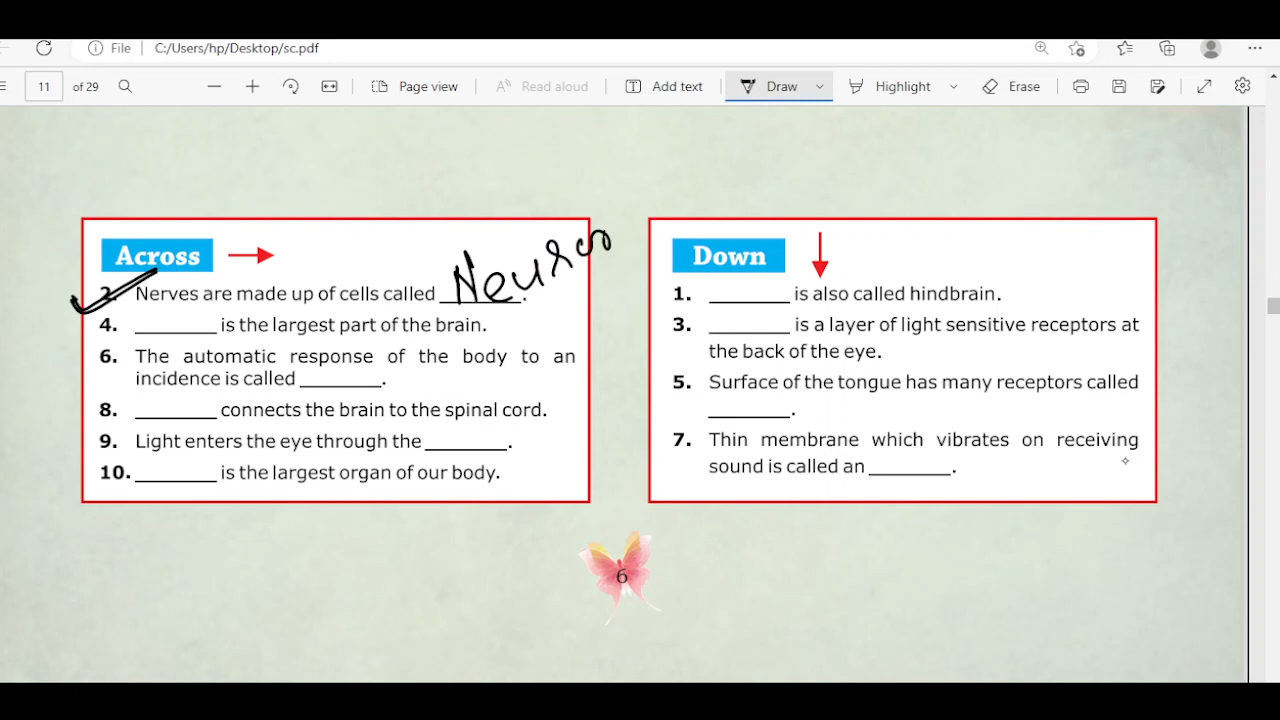 File C:/Users/hp/Desktop/sc.pdf
11 of 29 Page view Read aloud Add text Draw Highlight Erase
Across
2. Nerves are made up of cells called ________. Neuro
4. ________ is the largest part of the brain.
6. The automatic response of the body to an
incidence is called ________.
8. ________ connects the brain to the spinal cord.
9. Light enters the eye through the ________.
10. ________ is the largest organ of our body.
Down
1. ________ is also called hindbrain.
3. ________ is a layer of light sensitive receptors at
the back of the eye.
5. Surface of the tongue has many receptors called
________.
7. Thin membrane which vibrates on receiving
sound is called an ________.
6